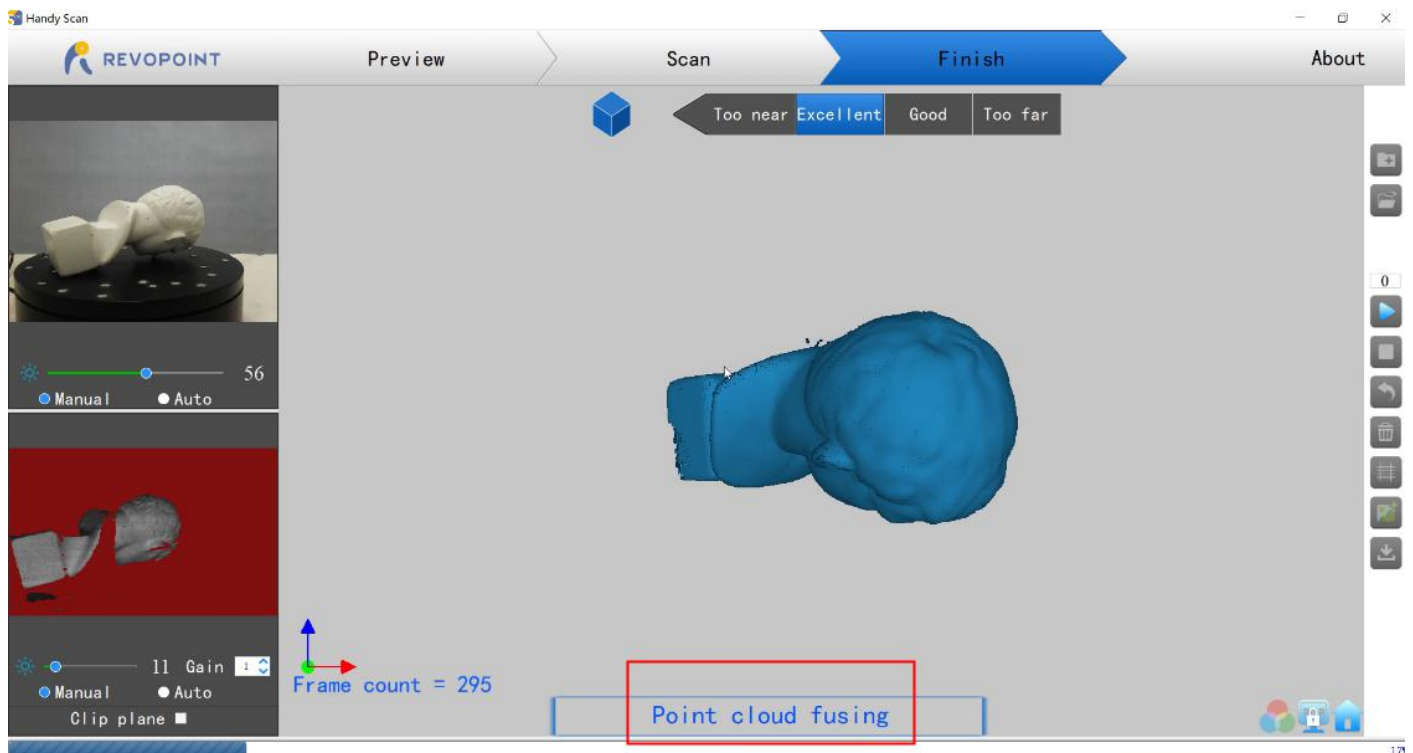 Handy Scan
REVOPOINT
Preview
Scan
Finish
About
Too near
Excellent
Good
Too far
0
56
Manual
Auto
11
Gain
1
Manual
Auto
Clip plane
Frame count = 295
Point cloud fusing